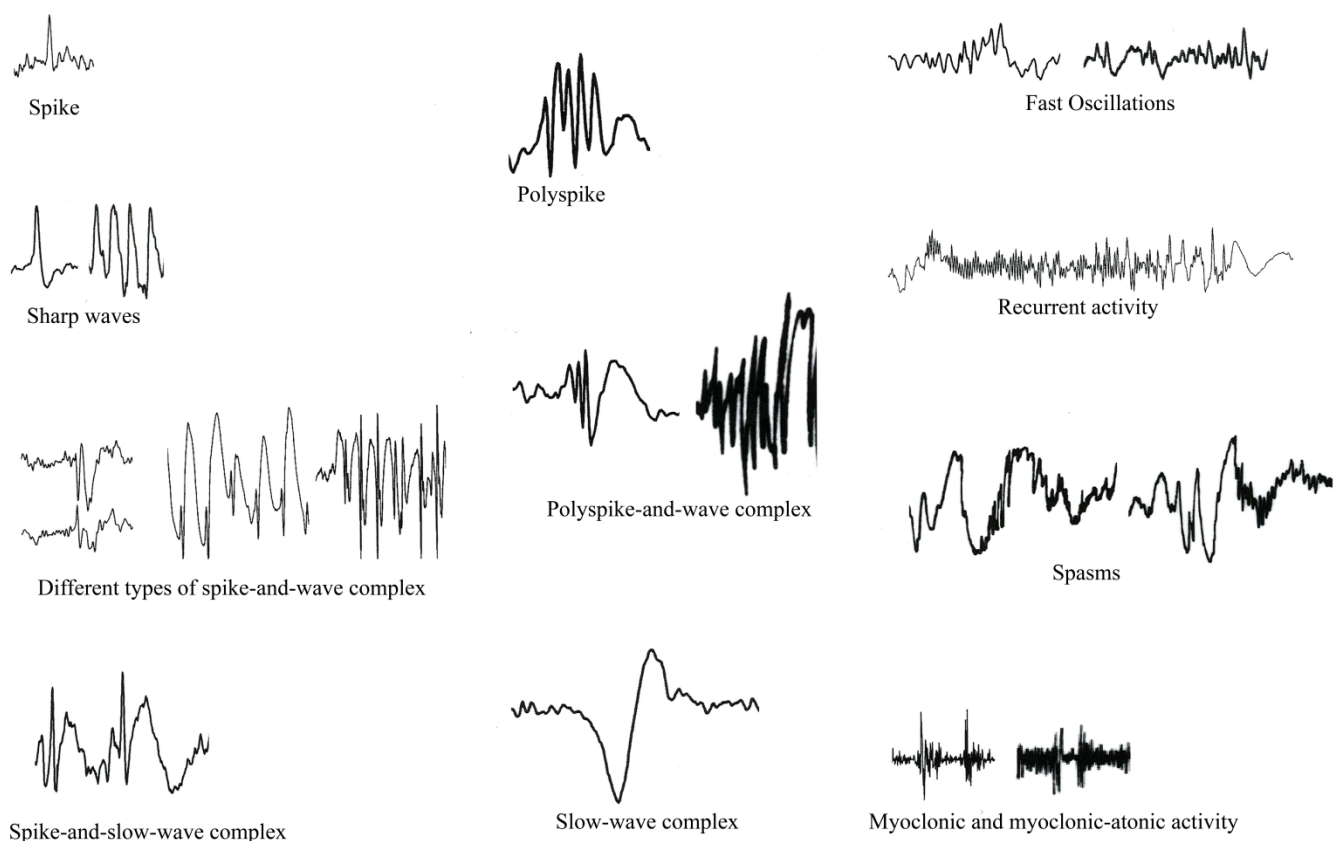 Spike
Sharp waves
Different types of spike-and-wave complex
Spike-and-slow-wave complex
Polyspike
Polyspike-and-wave complex
Slow-wave complex
Fast Oscillations
Recurrent activity
Spasms
Myoclonic and myoclonic-atonic activity